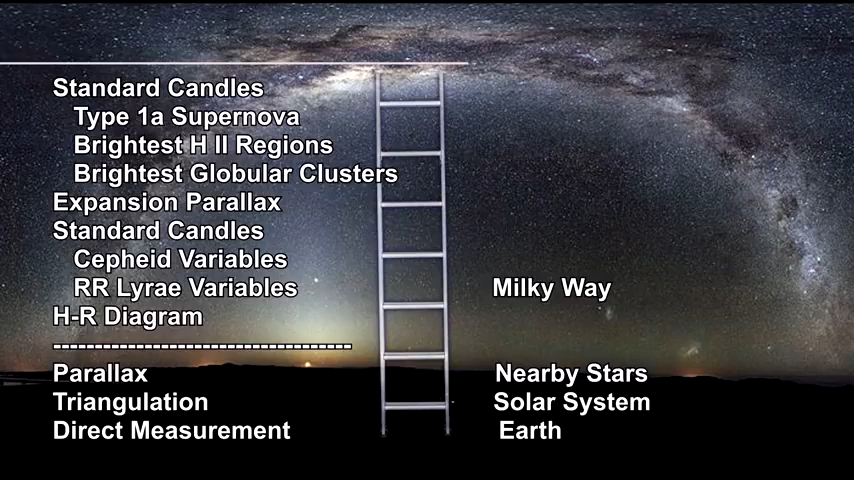 Standard Candles
Type 1a Supernova
Brightest H II Regions
Brightest Globular Clusters
Expansion Parallax
Standard Candles
Cepheid Variables
RR Lyrae Variables
Milky Way
H-R Diagram
------------------------------------
Parallax
Nearby Stars
Triangulation
Solar System
Direct Measurement
Earth